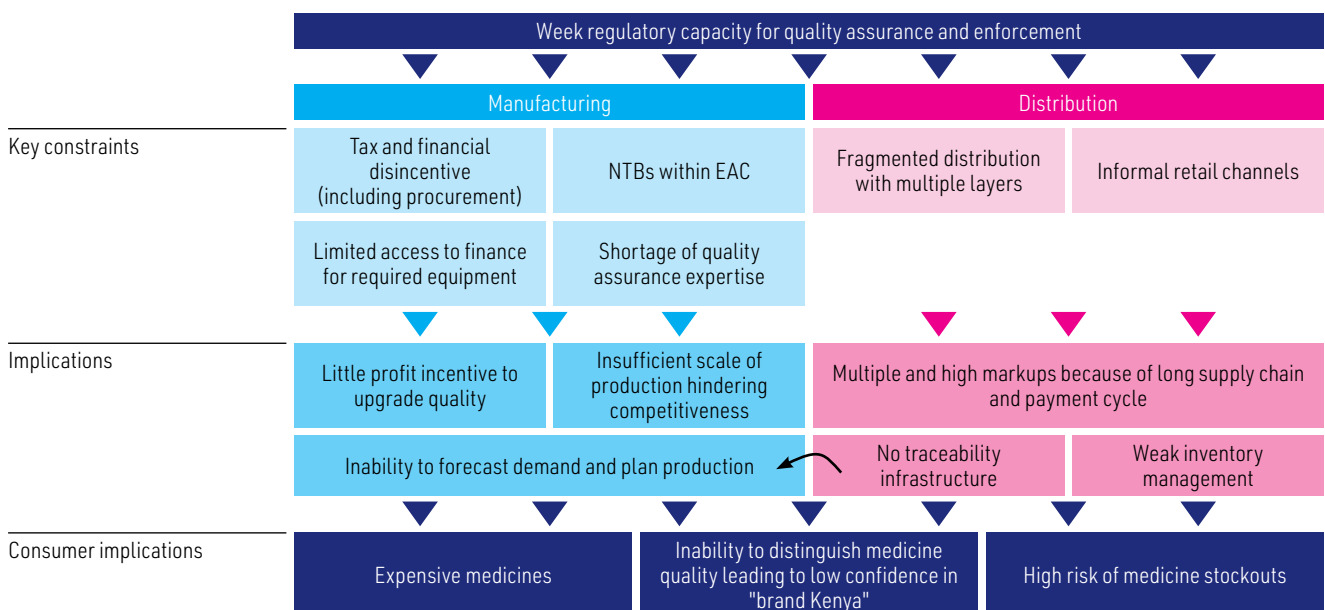 Week regulatory capacity for quality assurance and enforcement
Manufacturing
Distribution
Key constraints
Tax and financial
disincentive
(including procurement)
NTBs within EAC
Fragmented distribution
with multiple layers
Informal retail channels
Limited access to finance
for required equipment
Shortage of quality
assurance expertise
Implications
Little profit incentive to
upgrade quality
Insufficient scale of
production hindering
competitiveness
Multiple and high markups because of long supply chain
and payment cycle
Inability to forecast demand and plan production
No traceability
infrastructure
Weak inventory
management
Consumer implications
Expensive medicines
Inability to distinguish medicine
quality leading to low confidence in
"brand Kenya"
High risk of medicine stockouts